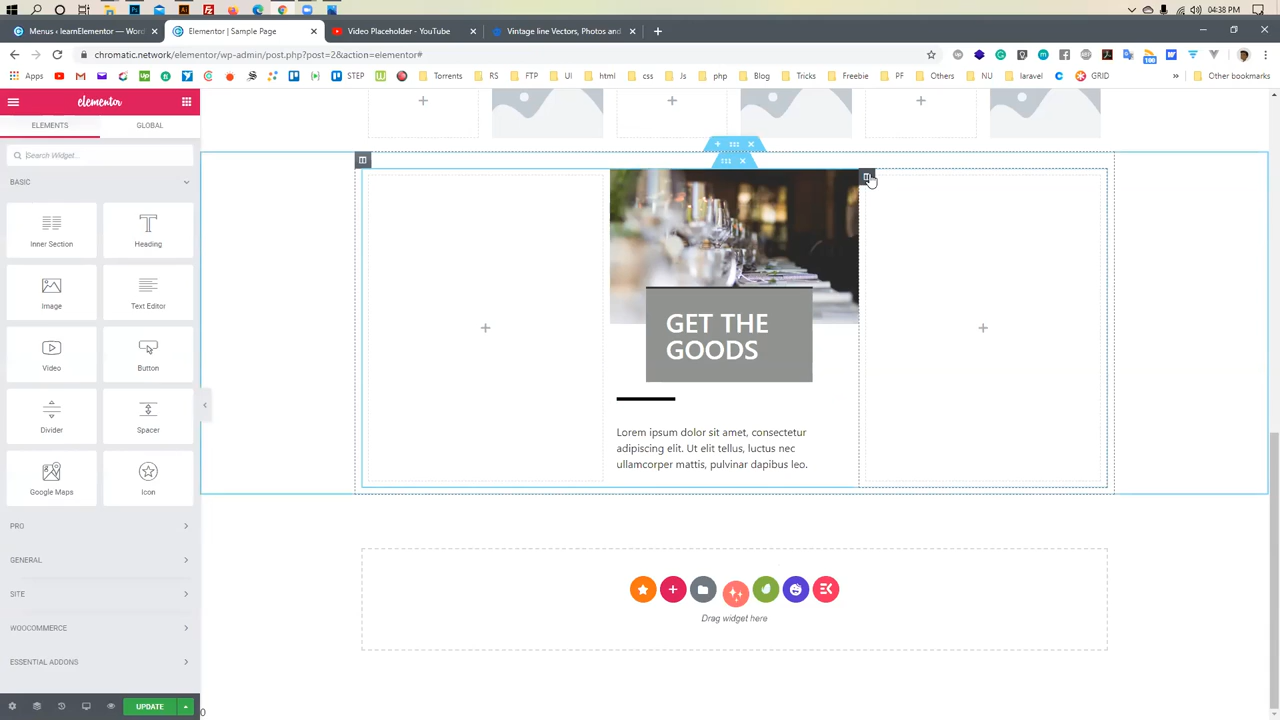 04:38 PM
Menus ‹ learnElementor — Wor
Elementor | Sample Page
Video Placeholder - YouTube
Vintage line Vectors, Photos and
chromatic.network/elementor/wp-admin/post.php?post=2&action=elementor#
Apps
STEP
Torrents
RS
FTP
UI
html
css
Js
php
Blog
Tricks
Freebie
PF
Others
NU
laravel
GRID
Other bookmarks
elementor
ELEMENTS
GLOBAL
Search Widget...
BASIC
Inner Section
Heading
Image
Text Editor
Video
Button
Divider
Spacer
Google Maps
Icon
PRO
GENERAL
SITE
WOOCOMMERCE
ESSENTIAL ADDONS
UPDATE
GET THE
GOODS
Lorem ipsum dolor sit amet, consectetur
adipiscing elit. Ut elit tellus, luctus nec
ullamcorper mattis, pulvinar dapibus leo.
Drag widget here